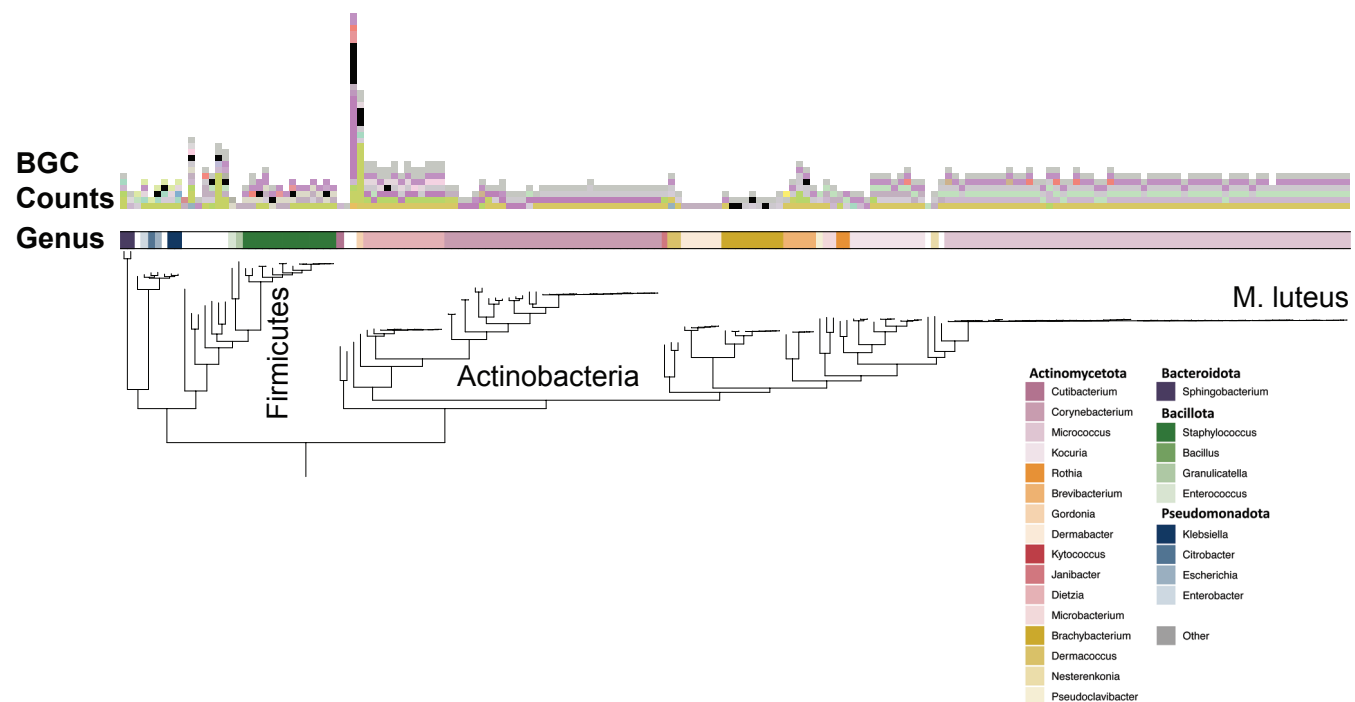 BGC
Counts
Genus
Firmicutes
Actinobacteria
M. luteus
Actinomycetota
Cutibacterium
Corynebacterium
Micrococcus
Kocuria
Rothia
Brevibacterium
Gordonia
Dermabacter
Kytococcus
Janibacter
Dietzia
Microbacterium
Brachybacterium
Dermacoccus
Nesterenkonia
Pseudoclavibacter
Bacteroidota
Sphingobacterium
Bacillota
Staphylococcus
Bacillus
Granulicatella
Enterococcus
Pseudomonadota
Klebsiella
Citrobacter
Escherichia
Enterobacter
Other